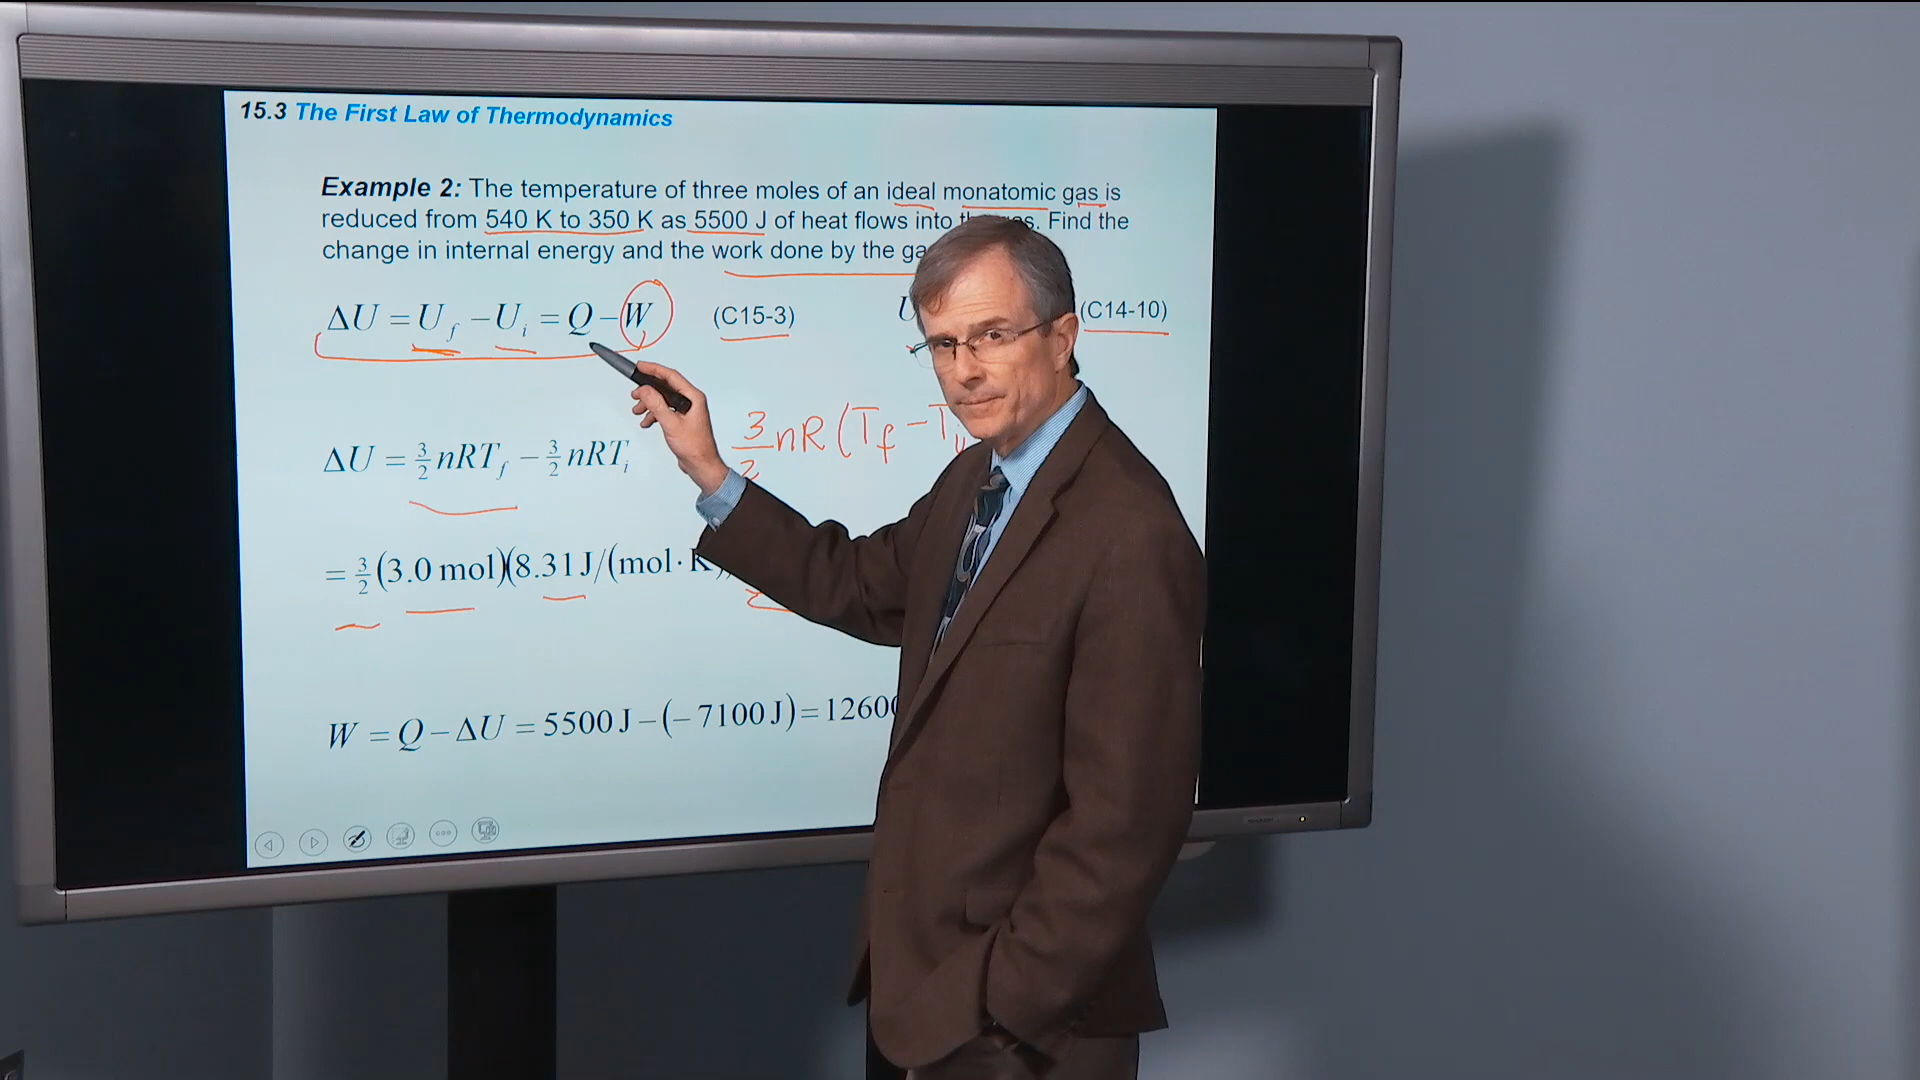 15.3 The First Law of Thermodynamics
Example 2: The temperature of three moles of an ideal monatomic gas is
reduced from 540 K to 350 K as 5500 J of heat flows into Find the
change in internal energy and the work done by the
ΔU = U_f − U_i = Q − W (C15-3) U (C14-10)
ΔU = 3/2 nRT_f − 3/2 nRT_i 3/2 nR(T_f − T_i
= 3/2 (3.0 mol)(8.31 J/(mol·K)
W = Q − ΔU = 5500 J − (− 7100 J) = 12600